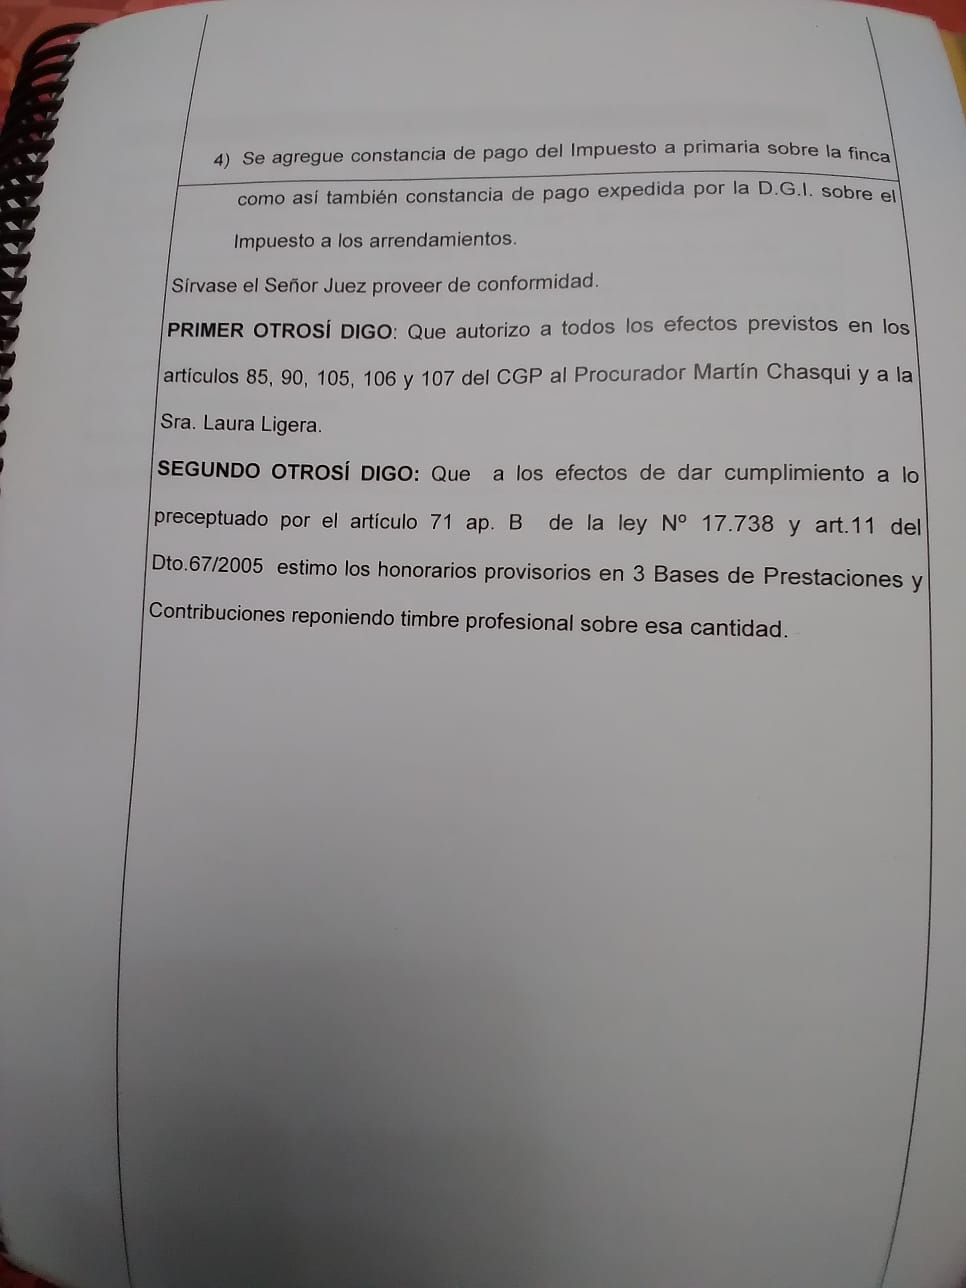 4) Se agregue constancia de pago del Impuesto a primaria sobre la finca
como así también constancia de pago expedida por la D.G.I. sobre el
Impuesto a los arrendamientos.
Sírvase el Señor Juez proveer de conformidad.
PRIMER OTROSÍ DIGO: Que autorizo a todos los efectos previstos en los
artículos 85, 90, 105, 106 y 107 del CGP al Procurador Martín Chasqui y a la
Sra. Laura Ligera.
SEGUNDO OTROSÍ DIGO: Que a los efectos de dar cumplimiento a lo
preceptuado por el artículo 71 ap. B de la ley Nº 17.738 y art.11 del
Dto.67/2005 estimo los honorarios provisorios en 3 Bases de Prestaciones y
Contribuciones reponiendo timbre profesional sobre esa cantidad.